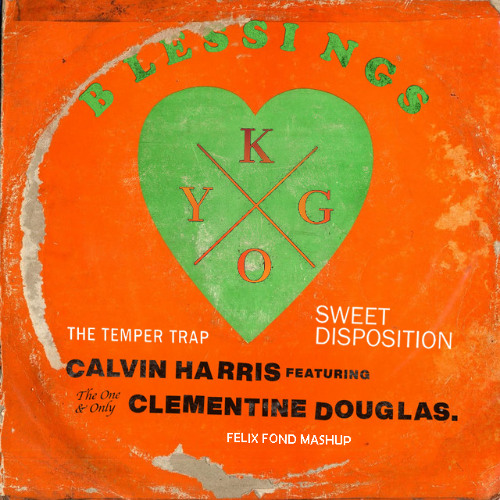 BLESSINGS
K
Y G
O
THE TEMPER TRAP
SWEET
DISPOSITION
CALVIN HARRIS FEATURING
The One
& Only
CLEMENTINE DOUGLAS.
FELIX FOND MASHUP